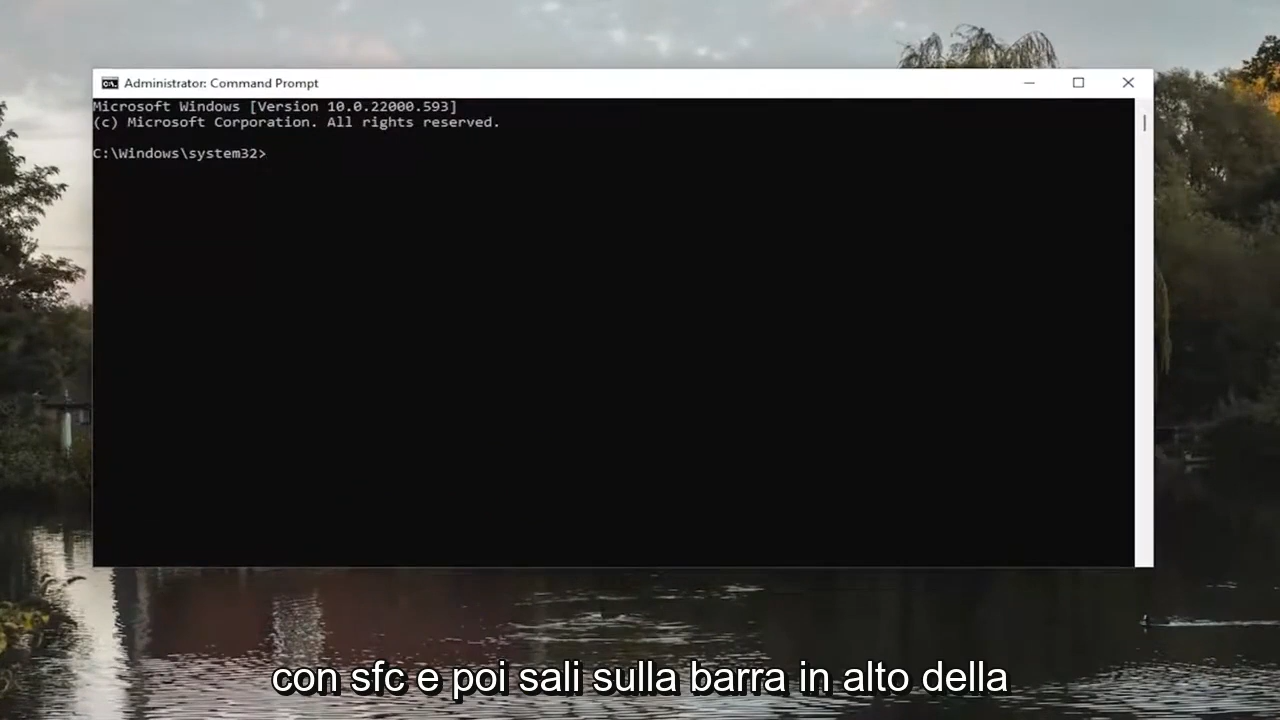 Administrator: Command Prompt
Microsoft Windows [Version 10.0.22000.593]
(c) Microsoft Corporation. All rights reserved.
C:\Windows\system32>
con sfc e poi sali sulla barra in alto della